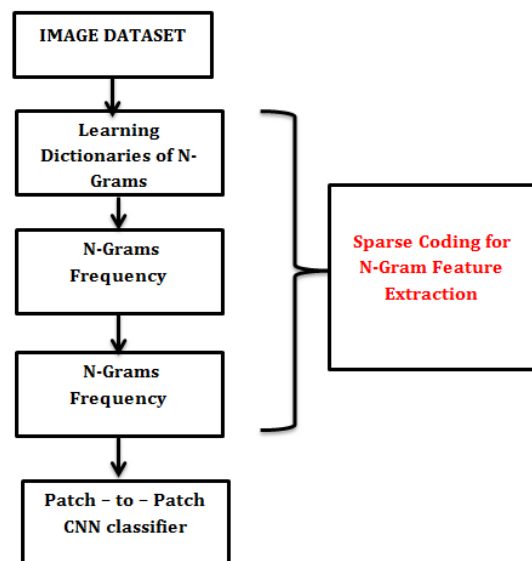 IMAGE DATASET
Learning
Dictionaries of N-
Grams
N-Grams
Frequency
N-Grams
Frequency
Patch – to – Patch
CNN classifier
Sparse Coding for
N-Gram Feature
Extraction